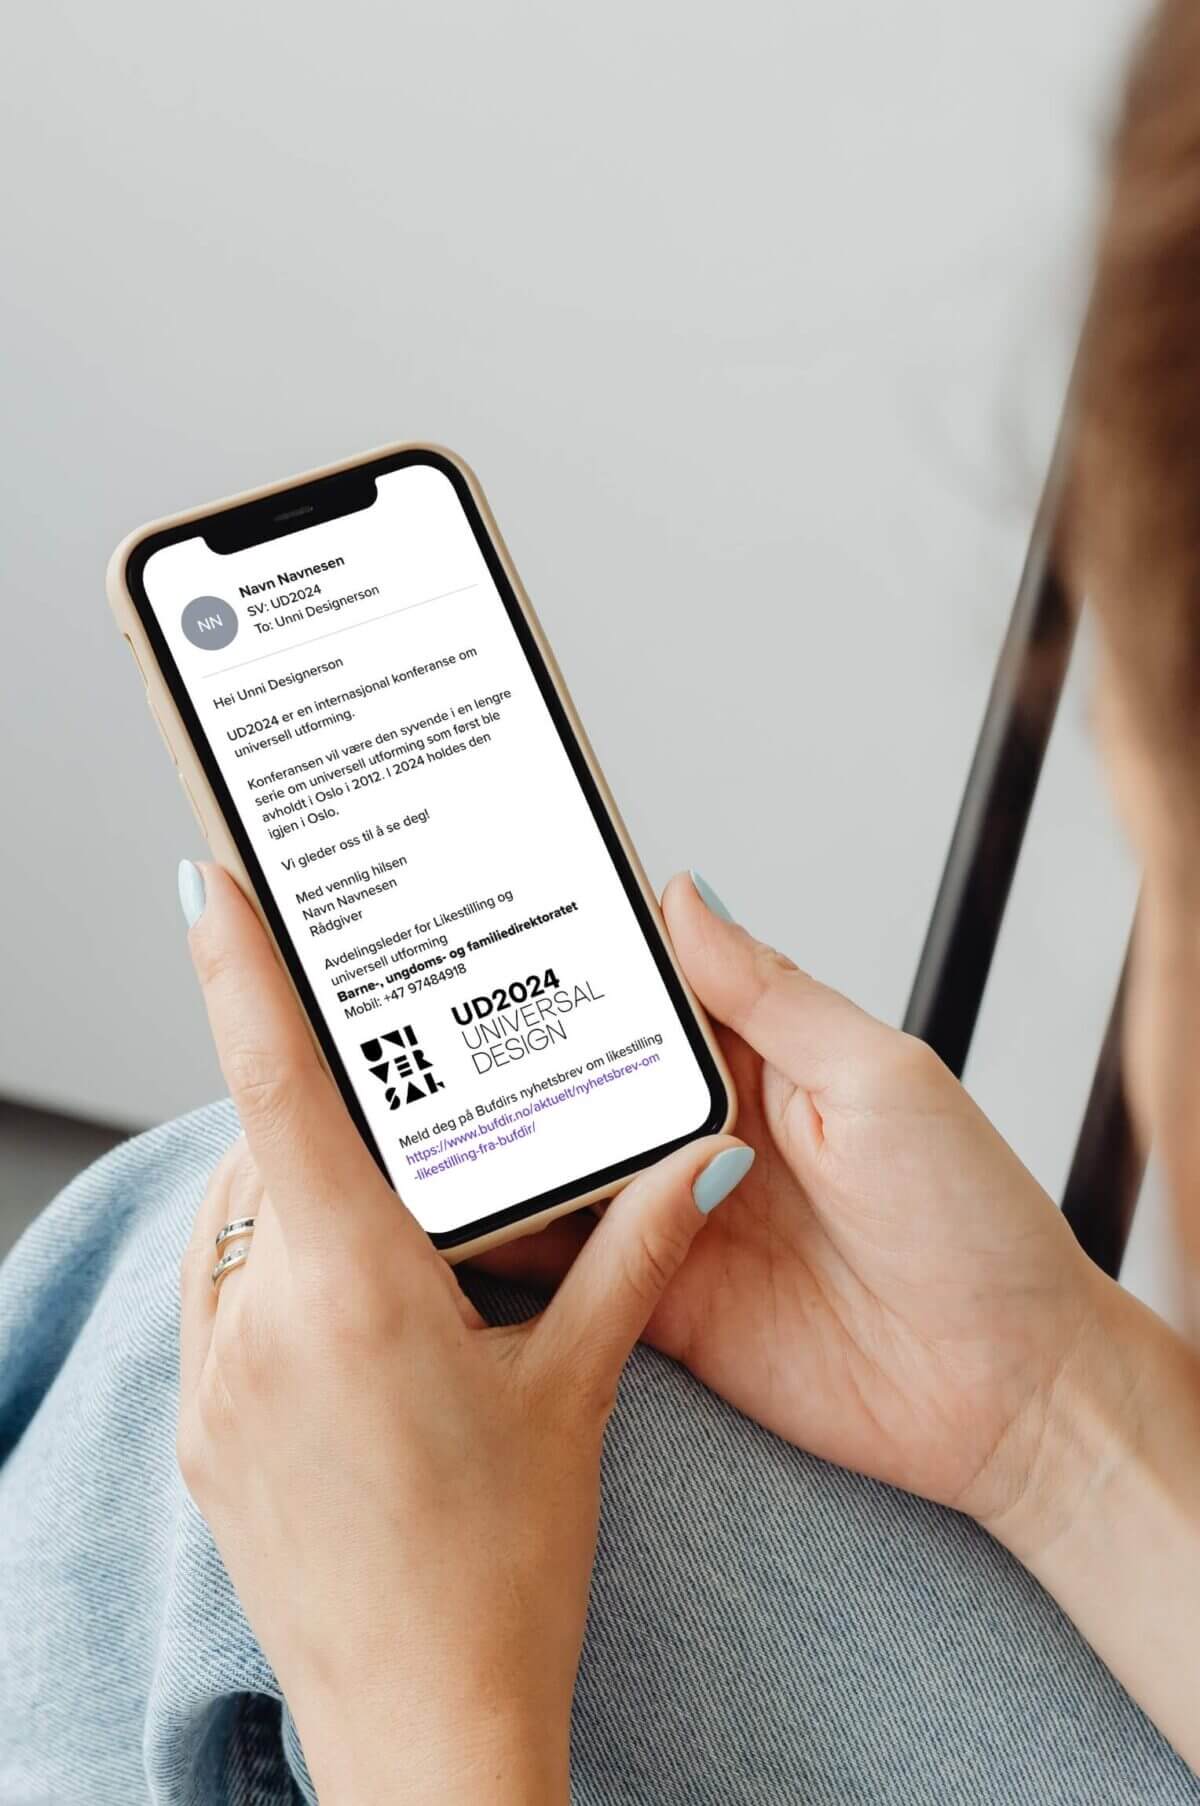 NN
Navn Navnesen
SV: UD2024
To: Unni Designerson
Hei Unni Designerson
UD2024 er en internasjonal konferanse om
universell utforming.
Konferansen vil være den syvende i en lengre
serie om universell utforming som først ble
avholdt i Oslo i 2012. I 2024 holdes den
igjen i Oslo.
Vi gleder oss til å se deg!
Med vennlig hilsen
Navn Navnesen
Rådgiver
Avdelingsleder for Likestilling og
universell utforming
Barne-, ungdoms- og familiedirektoratet
Mobil: +47 97484918
UNI
VER
SAL
UD2024
UNIVERSAL
DESIGN
Meld deg på Bufdirs nyhetsbrev om likestilling
https://www.bufdir.no/aktuelt/nyhetsbrev-om
-likestilling-fra-bufdir/